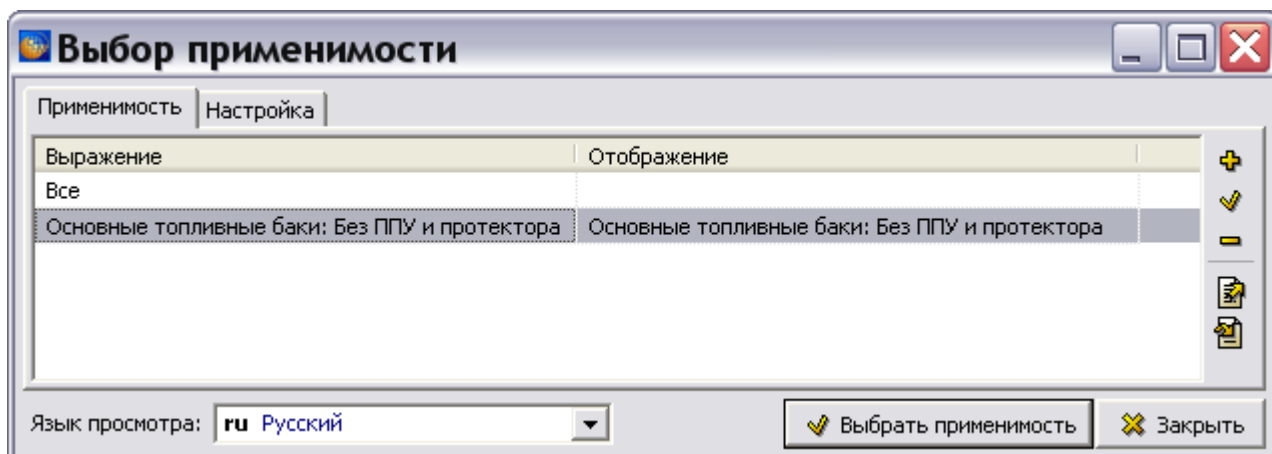 Выбор применимости
Применимость Настройка
Выражение Отображение
Все
Основные топливные баки: Без ППУ и протектора Основные топливные баки: Без ППУ и протектора
Язык просмотра: ru Русский Выбрать применимость Закрыть